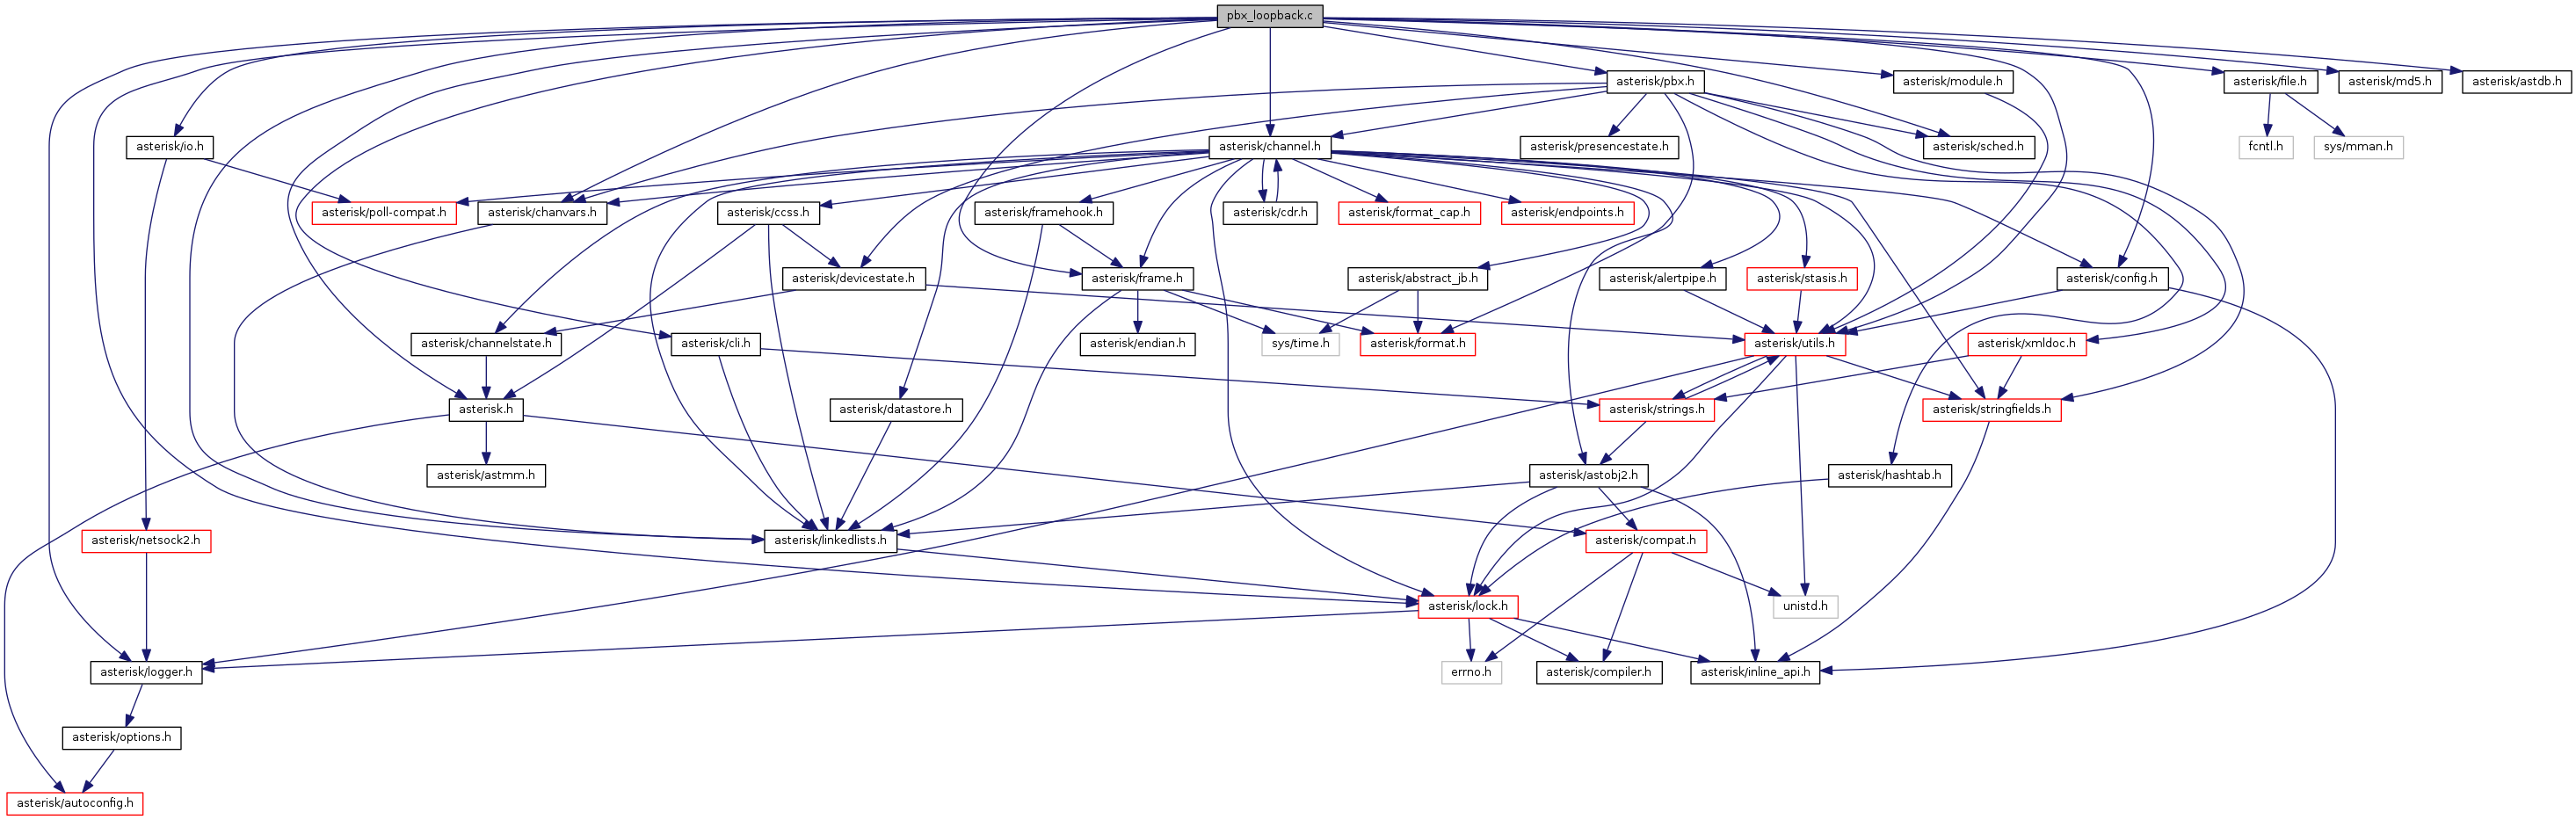 pbx_loopback.c
asterisk/pbx.h
asterisk/module.h
asterisk/file.h
asterisk/md5.h
asterisk/astdb.h
asterisk/io.h
asterisk/channel.h
asterisk/presencestate.h
asterisk/sched.h
fcntl.h
sys/mman.h
asterisk/poll-compat.h
asterisk/chanvars.h
asterisk/ccss.h
asterisk/framehook.h
asterisk/cdr.h
asterisk/format_cap.h
asterisk/endpoints.h
asterisk/devicestate.h
asterisk/frame.h
asterisk/abstract_jb.h
asterisk/alertpipe.h
asterisk/stasis.h
asterisk/config.h
asterisk/channelstate.h
asterisk/cli.h
asterisk/endian.h
sys/time.h
asterisk/format.h
asterisk/utils.h
asterisk/xmldoc.h
asterisk.h
asterisk/datastore.h
asterisk/strings.h
asterisk/stringfields.h
asterisk/astmm.h
asterisk/astobj2.h
asterisk/hashtab.h
asterisk/netsock2.h
asterisk/linkedlists.h
asterisk/compat.h
asterisk/lock.h
unistd.h
asterisk/logger.h
errno.h
asterisk/compiler.h
asterisk/inline_api.h
asterisk/options.h
asterisk/autoconfig.h